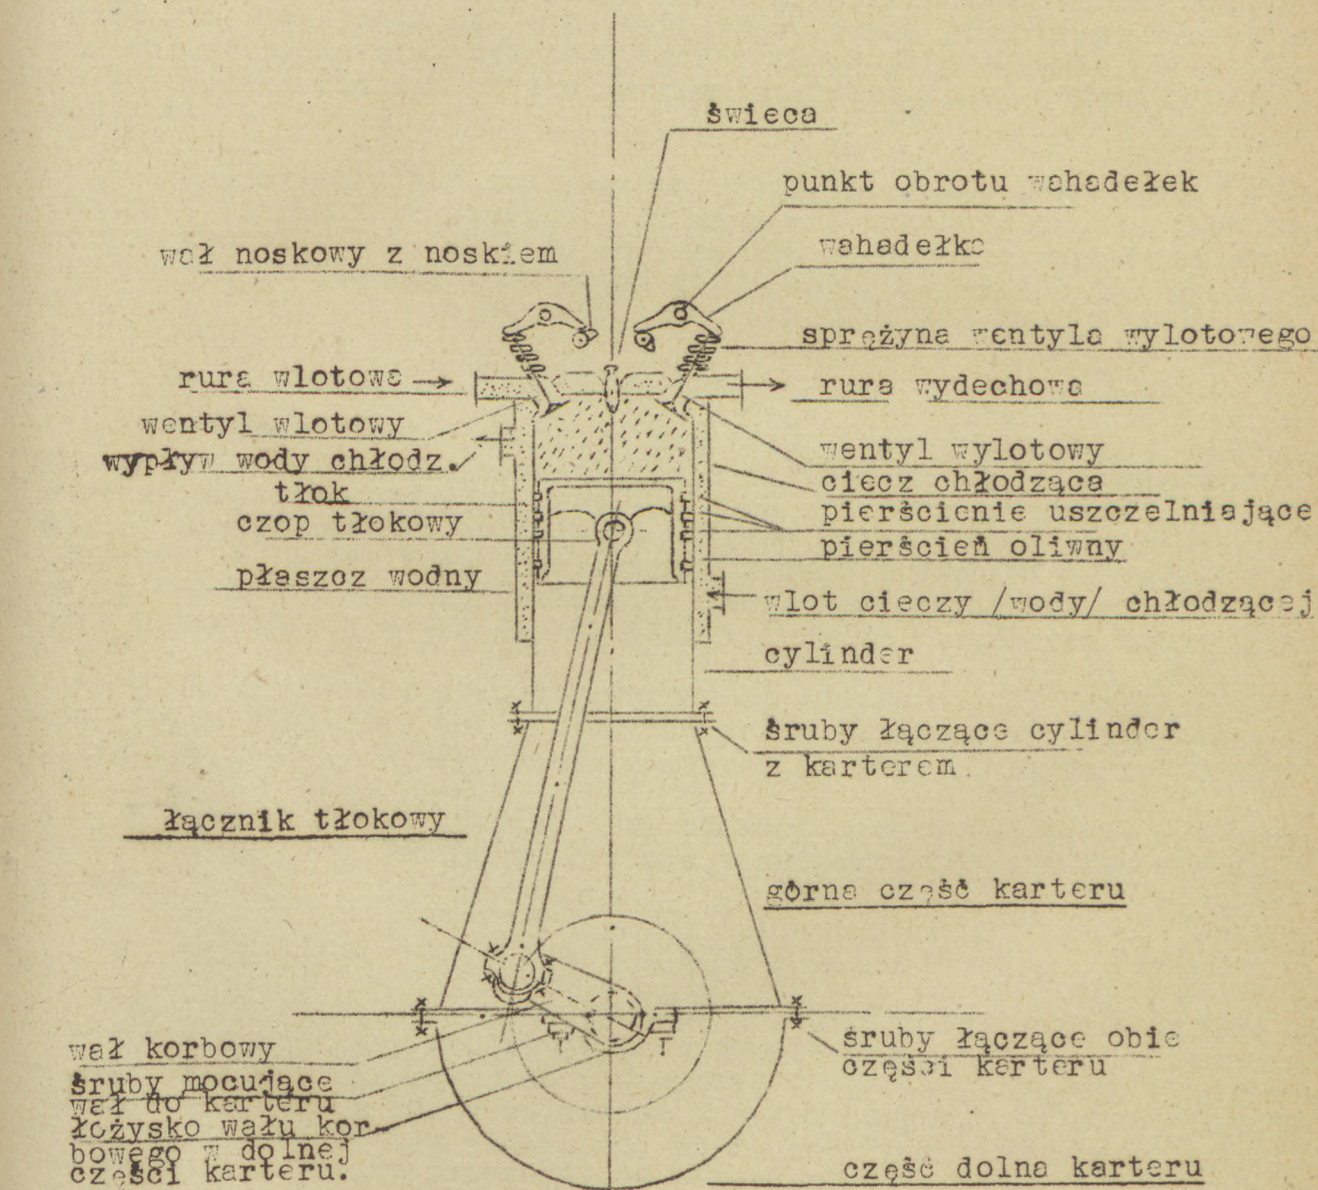 świeca
punkt obrotu wahadełek
wał noskowy z noskiem
wahadełko
sprężyna wentyla wylotowego
rura wlotowa
rura wydechowa
wentyl wlotowy
wypływ wody chłodz.
wentyl wylotowy
ciecz chłodząca
tłok
pierścienie uszczelniające
czop tłokowy
pierścień oliwny
płaszcz wodny
wlot cieczy /wody/ chłodzącej
cylinder
śruby łączące cylinder
z karterem.
łącznik tłokowy
górna część karteru
wał korbowy
śruby mocujące
wał do karteru
łożysko wału kor-
bowego w dolnej
części karteru.
śruby łączące obie
części karteru
część dolna karteru